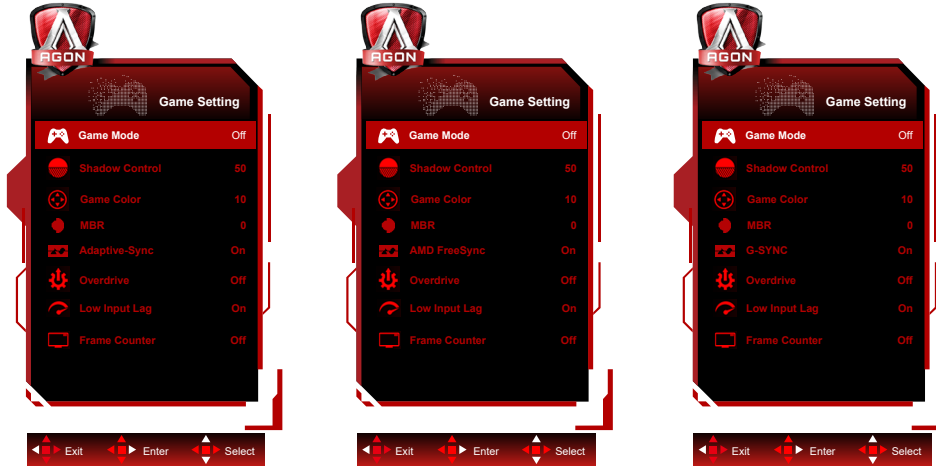 AGON
Game Setting
Game Mode Off
Shadow Control 50
Game Color 10
MBR 0
Adaptive-Sync On
Overdrive Off
Low Input Lag On
Frame Counter Off
Exit Enter Select
AGON
Game Setting
Game Mode Off
Shadow Control 50
Game Color 10
MBR 0
AMD FreeSync On
Overdrive Off
Low Input Lag On
Frame Counter Off
Exit Enter Select
AGON
Game Setting
Game Mode Off
Shadow Control 50
Game Color 10
MBR 0
G-SYNC On
Overdrive Off
Low Input Lag On
Frame Counter Off
Exit Enter Select